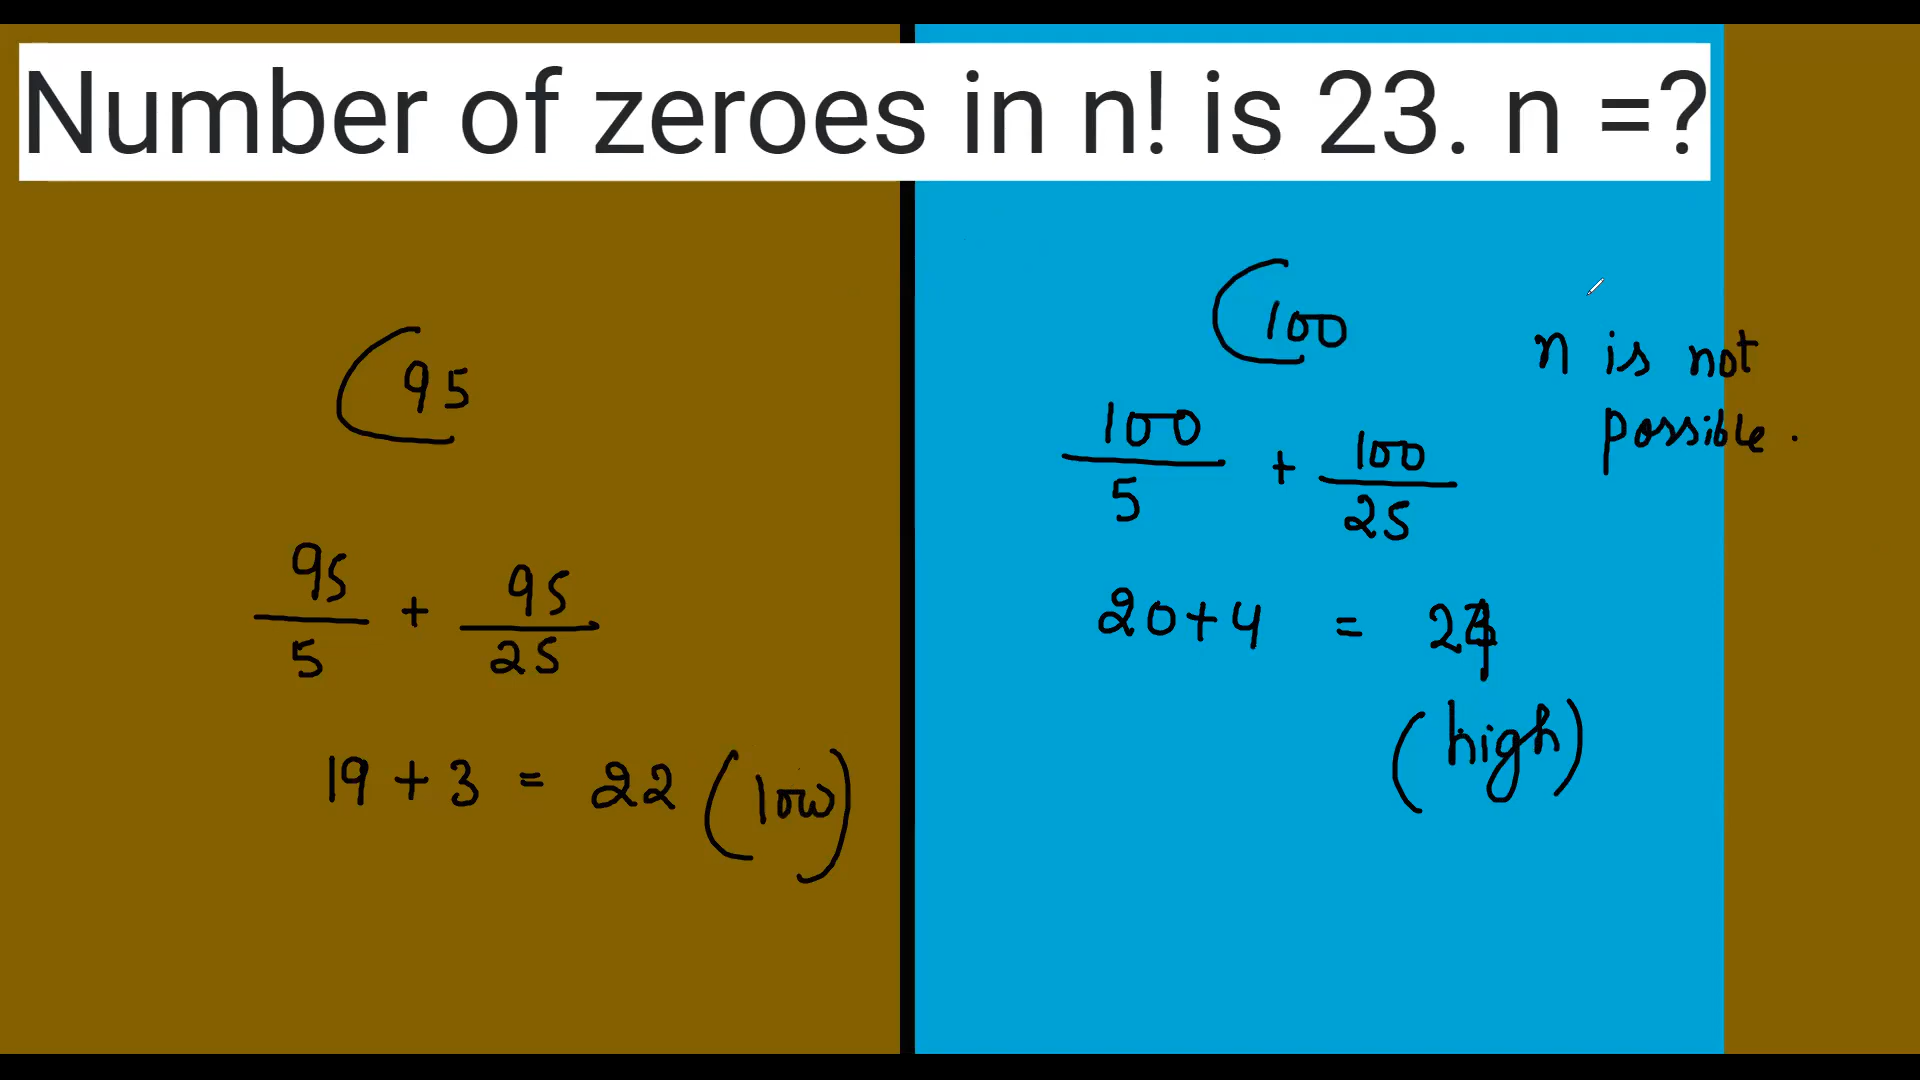 Number of zeroes in n! is 23. n =?
95
95/5 + 95/25
19 + 3 = 22 (low)
100
100/5 + 100/25
20+4 = 24
(high)
n is not
possible.